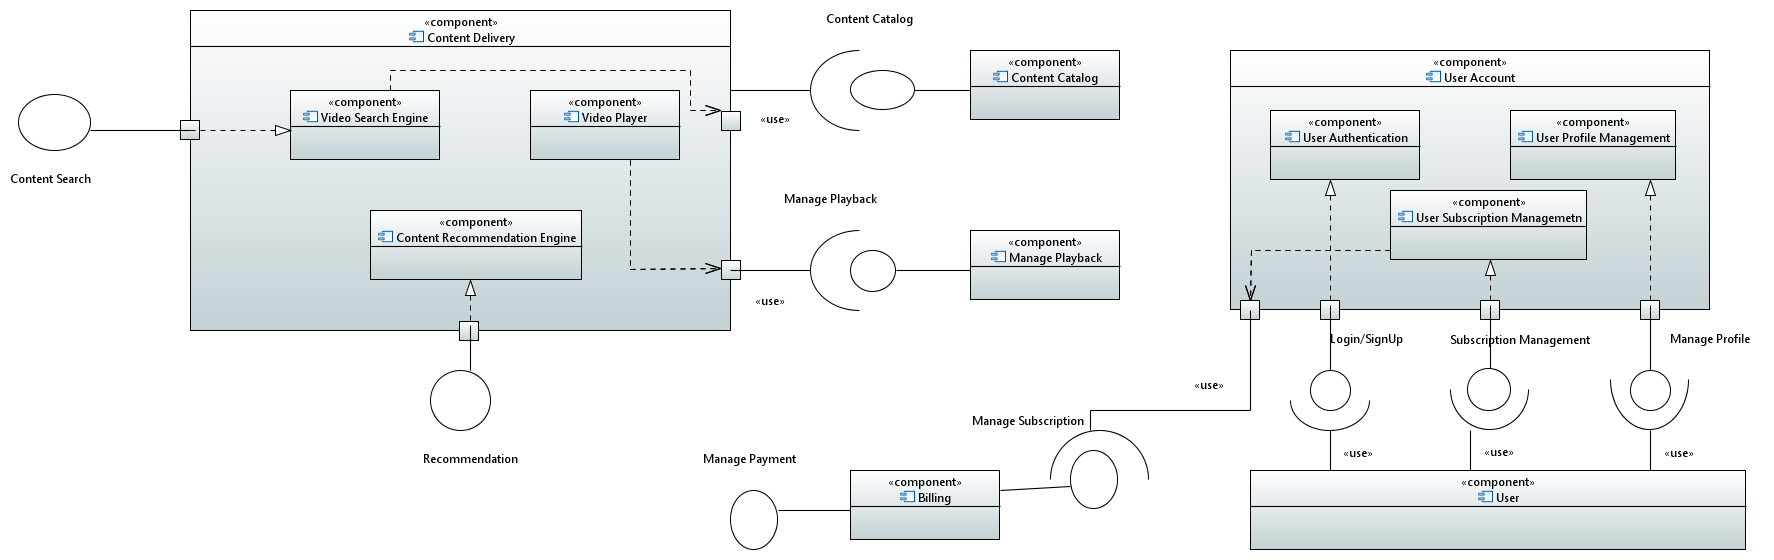 «component»
Content Delivery
«component»
Video Search Engine
«component»
Video Player
«component»
Content Recommendation Engine
Content Search
Recommendation
Content Catalog
«use»
«component»
Content Catalog
Manage Playback
«use»
«component»
Manage Playback
«component»
User Account
«component»
User Authentication
«component»
User Profile Management
«component»
User Subscription Managemetn
Login/SignUp
Subscription Management
Manage Profile
«use»
Manage Subscription
Manage Payment
«component»
Billing
«use»
«use»
«use»
«component»
User